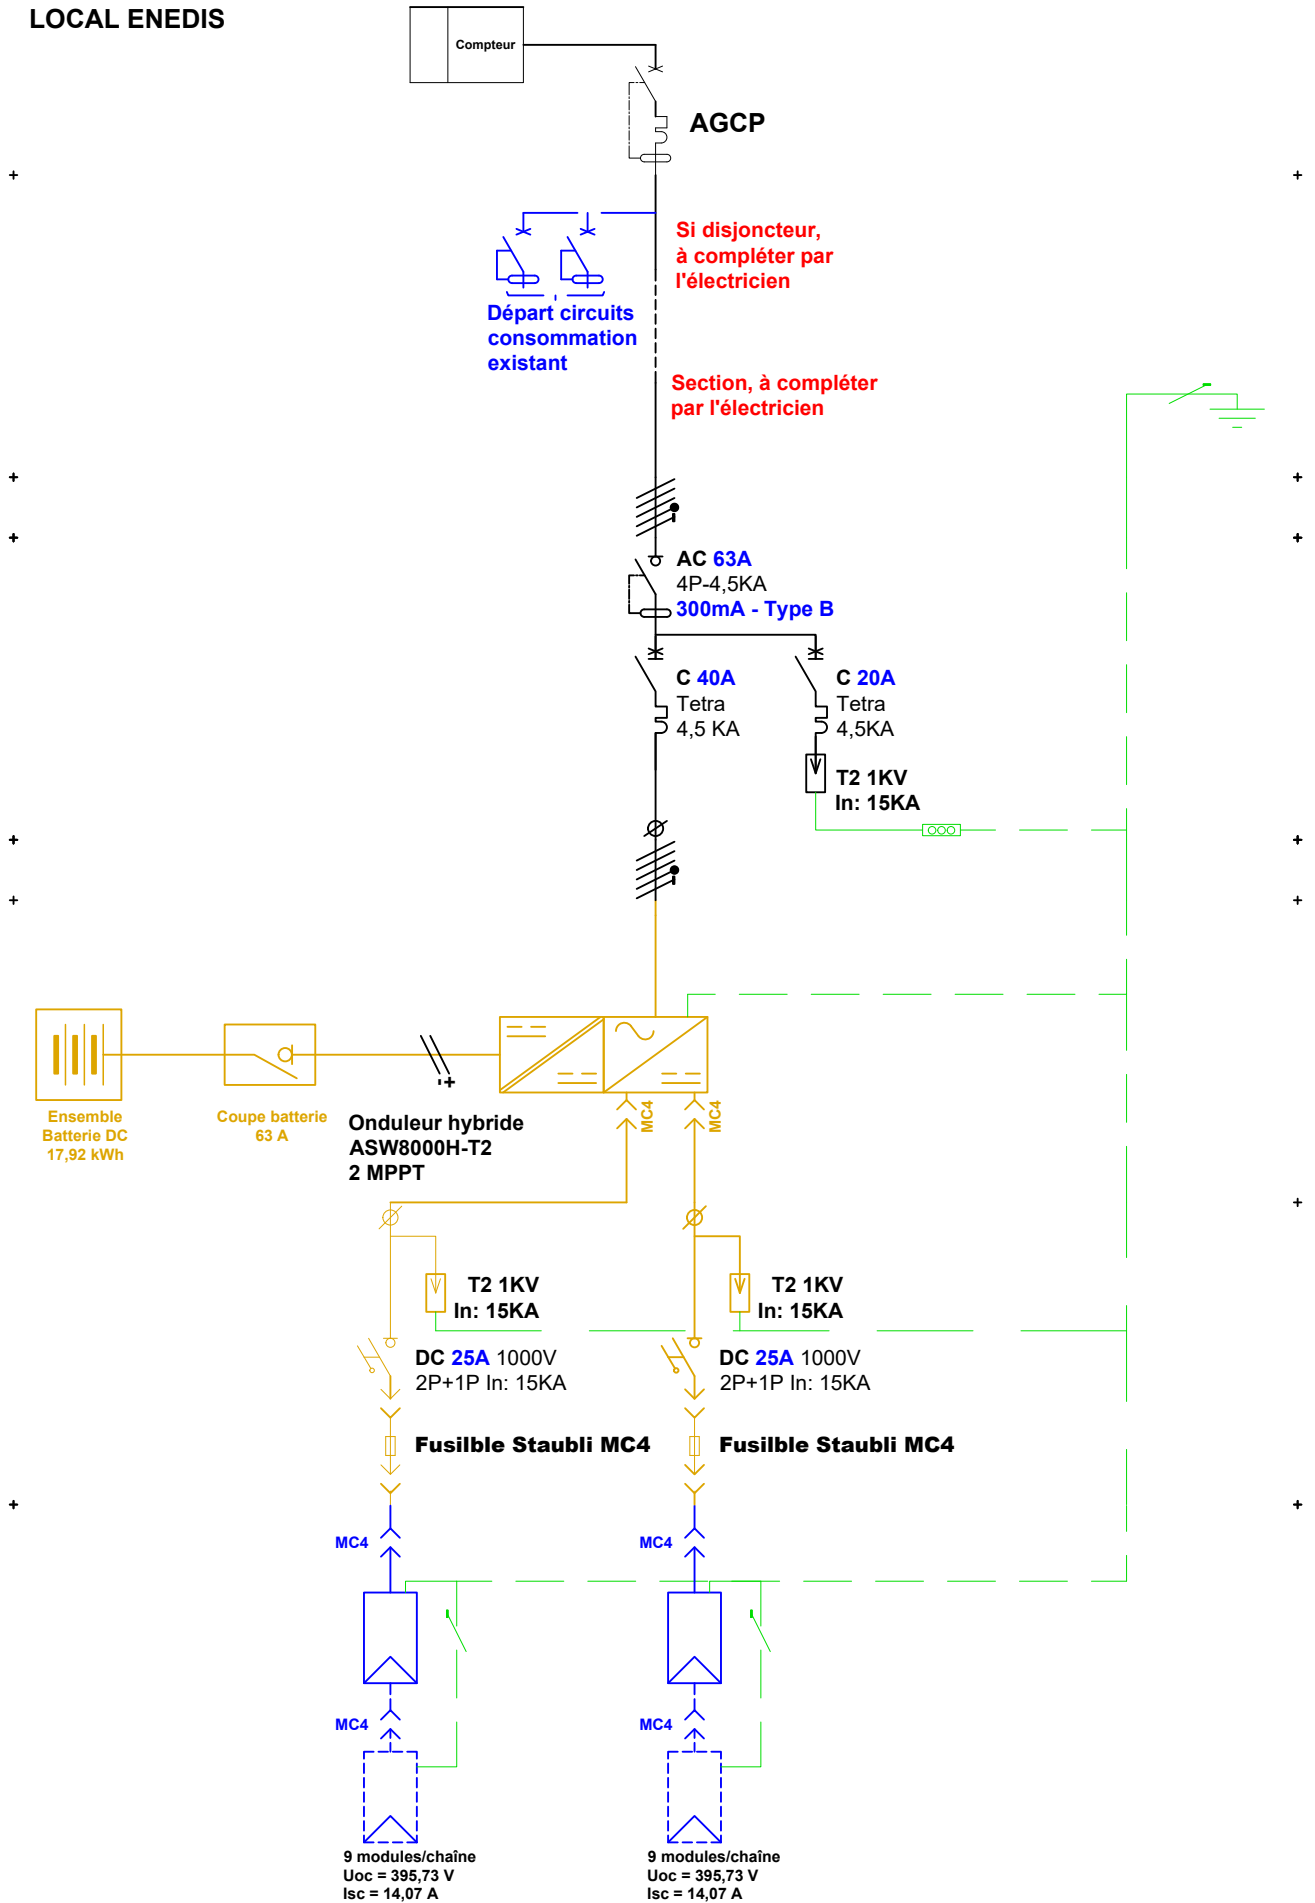 LOCAL ENEDIS
Compteur
AGCP
Si disjoncteur,
à compléter par
l'électricien
Départ circuits
consommation
existant
Section, à compléter
par l'électricien
AC 63A
4P-4,5KA
300mA - Type B
C 40A
Tetra
4,5 KA
C 20A
Tetra
4,5KA
T2 1KV
In: 15KA
Ensemble
Batterie DC
17,92 kWh
Coupe batterie
63 A
Onduleur hybride
ASW8000H-T2
2 MPPT
MC4
MC4
T2 1KV
In: 15KA
T2 1KV
In: 15KA
DC 25A 1000V
2P+1P In: 15KA
DC 25A 1000V
2P+1P In: 15KA
Fusilble Staubli MC4
Fusilble Staubli MC4
MC4
MC4
MC4
MC4
9 modules/chaîne
Uoc = 395,73 V
Isc = 14,07 A
9 modules/chaîne
Uoc = 395,73 V
Isc = 14,07 A